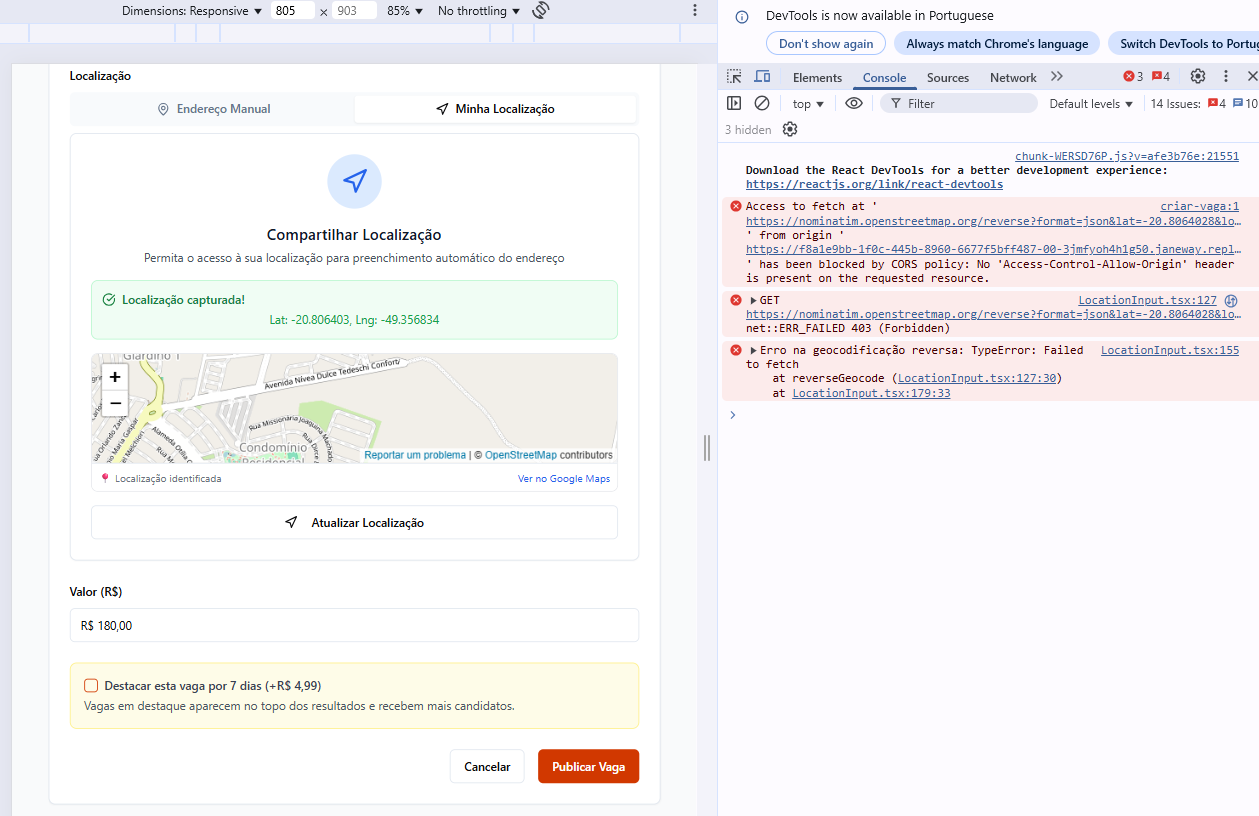 Dimensions: Responsive ▼ 805 × 903 85% ▼ No throttling ▼
Localização
Endereço Manual
Minha Localização
Compartilhar Localização
Permita o acesso à sua localização para preenchimento automático do endereço
Localização capturada!
Lat: -20.806403, Lng: -49.356834
+
−
Avenida Nivea Dulce Tedeschi Conforti
Rua Missionaria Joaquina Machado
Condomínio
Residencial
Reportar um problema | © OpenStreetMap contributors
Localização identificada
Ver no Google Maps
Atualizar Localização
Valor (R$)
R$ 180,00
Destacar esta vaga por 7 dias (+R$ 4,99)
Vagas em destaque aparecem no topo dos resultados e recebem mais candidatos.
Cancelar
Publicar Vaga
DevTools is now available in Portuguese
Don't show again
Always match Chrome's language
Switch DevTools to Portug
Elements Console Sources Network 3 4
top ▼ Filter Default levels ▼ 14 Issues: 4 10
3 hidden
chunk-WERSD76P.js?v=afe3b76e:21551
Download the React DevTools for a better development experience:
https://reactjs.org/link/react-devtools
Access to fetch at ' criar-vaga:1
https://nominatim.openstreetmap.org/reverse?format=json&lat=-20.8064028&lo…
' from origin '
https://f8a1e9bb-1f0c-445b-8960-6677f5bff487-00-3jmfyoh4h1g50.janeway.repl…
' has been blocked by CORS policy: No 'Access-Control-Allow-Origin' header
is present on the requested resource.
▶GET LocationInput.tsx:127
https://nominatim.openstreetmap.org/reverse?format=json&lat=-20.8064028&lo…
net::ERR_FAILED 403 (Forbidden)
▶Erro na geocodificação reversa: TypeError: Failed LocationInput.tsx:155
to fetch
at reverseGeocode (LocationInput.tsx:127:30)
at LocationInput.tsx:179:33